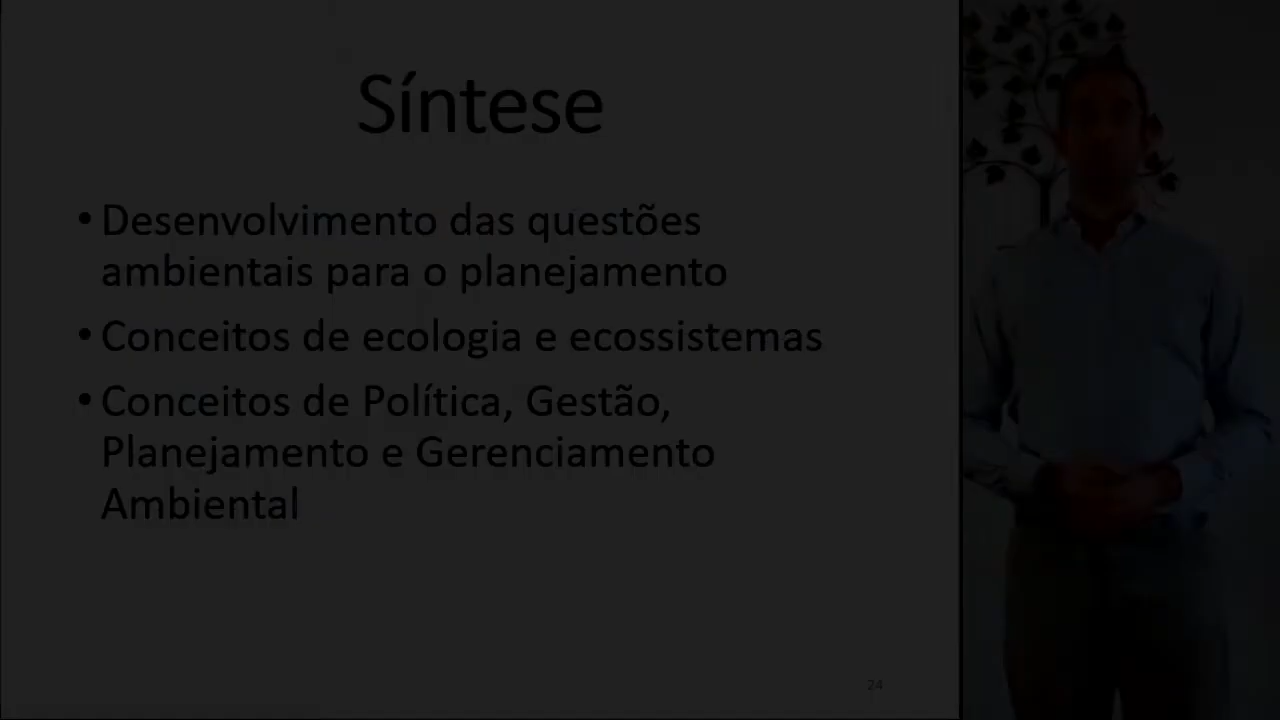 Síntese
• Desenvolvimento das questões
ambientais para o planejamento
• Conceitos de ecologia e ecossistemas
• Conceitos de Política, Gestão,
Planejamento e Gerenciamento
Ambiental
24